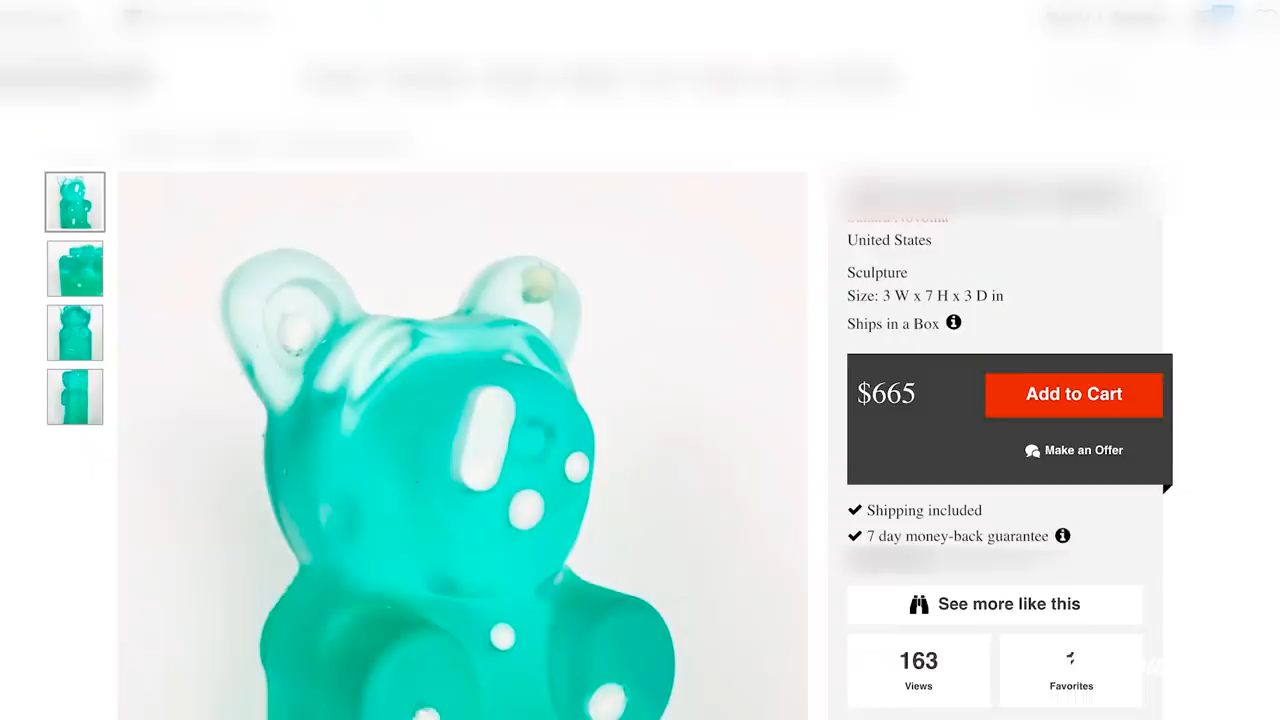 United States
Sculpture
Size: 3 W x 7 H x 3 D in
Ships in a Box
$665
Add to Cart
Make an Offer
Shipping included
7 day money-back guarantee
See more like this
163
Views
Favorites